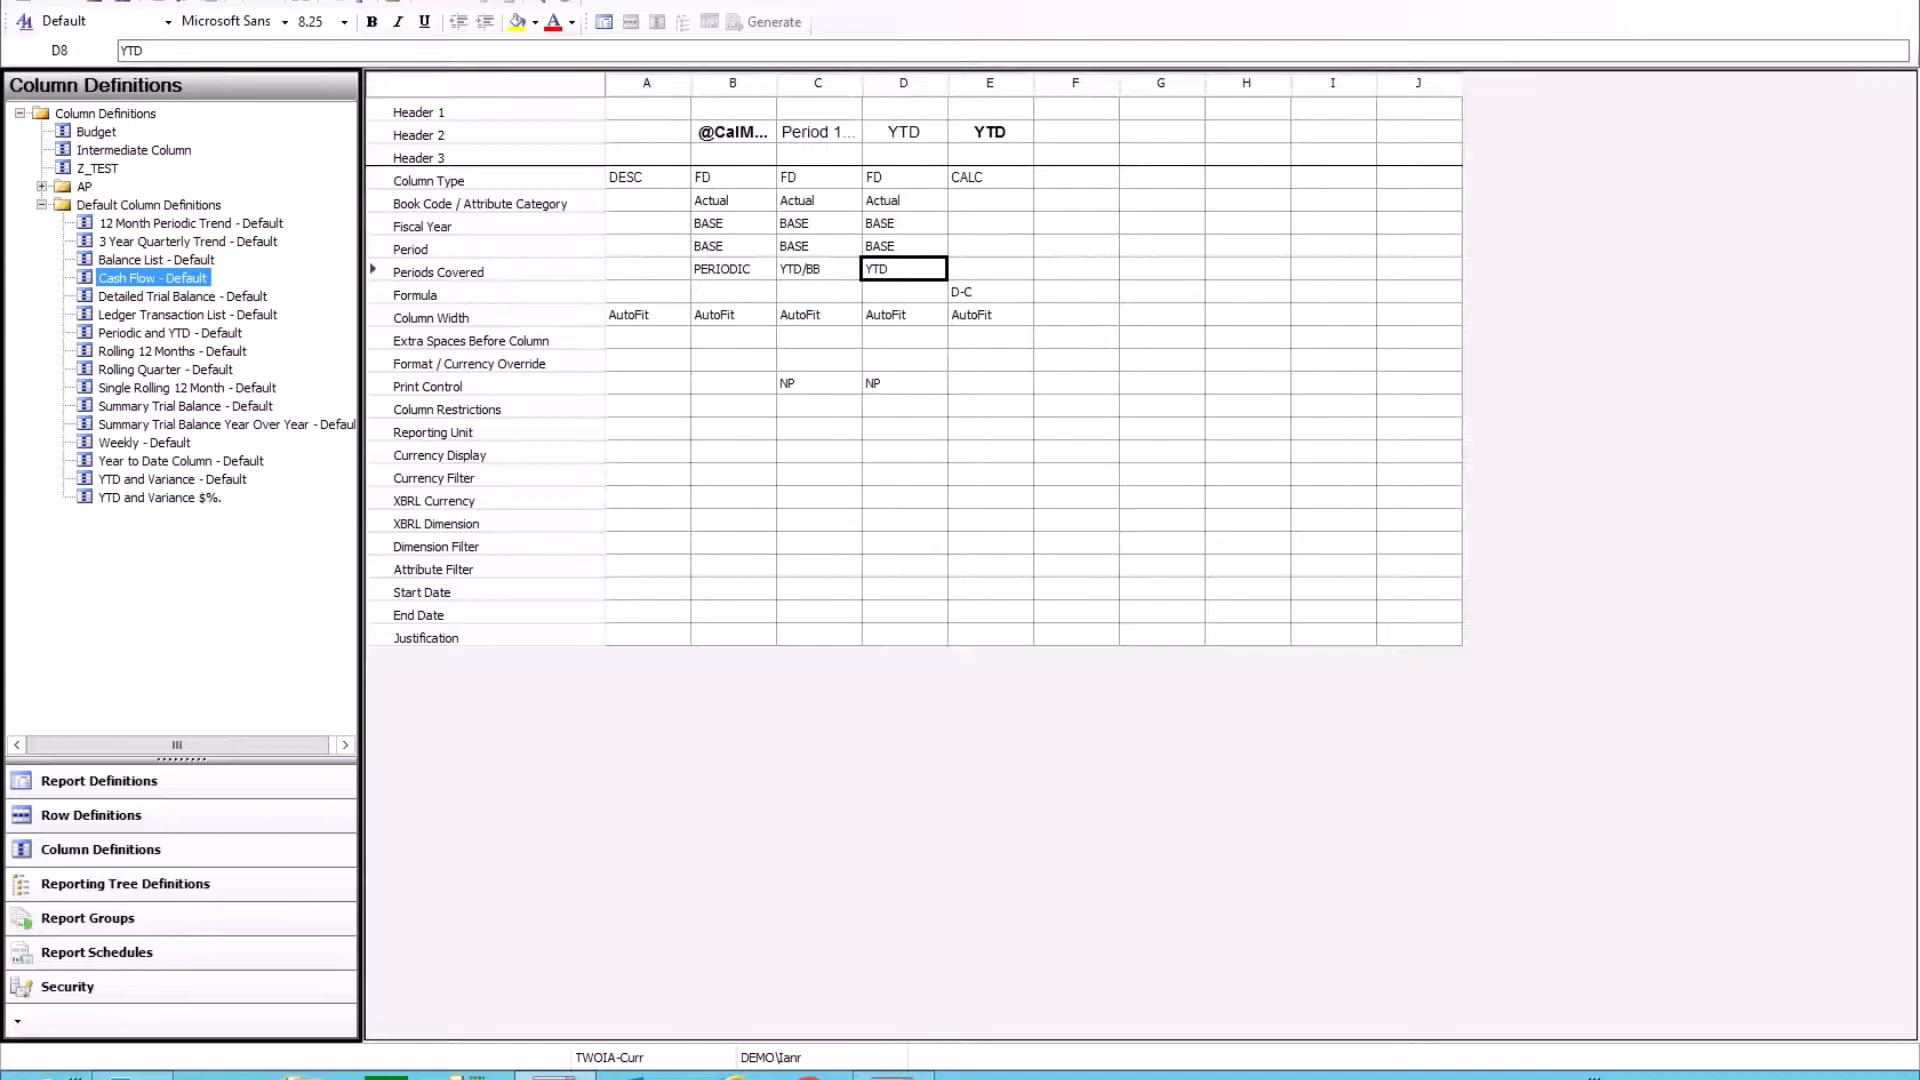 Default Microsoft Sans 8.25 B I U A Generate
D8 YTD
Column Definitions
Column Definitions
Budget
Intermediate Column
Z_TEST
AP
Default Column Definitions
12 Month Periodic Trend - Default
3 Year Quarterly Trend - Default
Balance List - Default
Cash Flow - Default
Detailed Trial Balance - Default
Ledger Transaction List - Default
Periodic and YTD - Default
Rolling 12 Months - Default
Rolling Quarter - Default
Single Rolling 12 Month - Default
Summary Trial Balance - Default
Summary Trial Balance Year Over Year - Defaul
Weekly - Default
Year to Date Column - Default
YTD and Variance - Default
YTD and Variance $%.
Report Definitions
Row Definitions
Column Definitions
Reporting Tree Definitions
Report Groups
Report Schedules
Security
A B C D E F G H I J
Header 1
Header 2 @CalM... Period 1... YTD YTD
Header 3
Column Type DESC FD FD FD CALC
Book Code / Attribute Category Actual Actual Actual
Fiscal Year BASE BASE BASE
Period BASE BASE BASE
Periods Covered PERIODIC YTD/BB YTD
Formula D-C
Column Width AutoFit AutoFit AutoFit AutoFit AutoFit
Extra Spaces Before Column
Format / Currency Override
Print Control NP NP
Column Restrictions
Reporting Unit
Currency Display
Currency Filter
XBRL Currency
XBRL Dimension
Dimension Filter
Attribute Filter
Start Date
End Date
Justification
TWOIA-Curr DEMO\Ianr